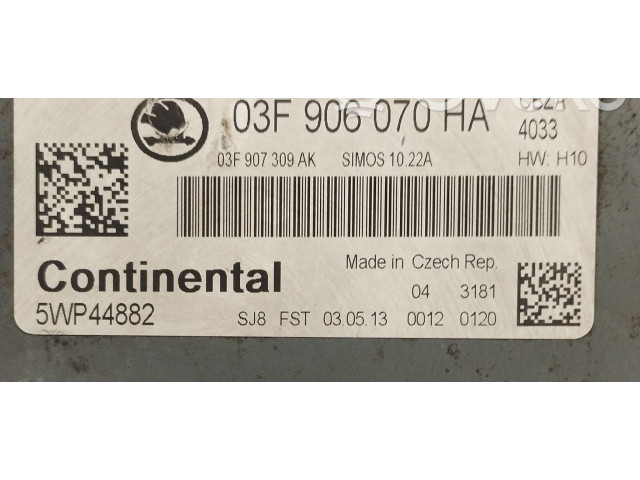 03F 906 070 HA
4033
03F 907 309 AK SIMOS 10.22A HW: H10
Continental
Made in Czech Rep.
04 3181
5WP44882
SJ8 FST 03.05.13 0012 0120